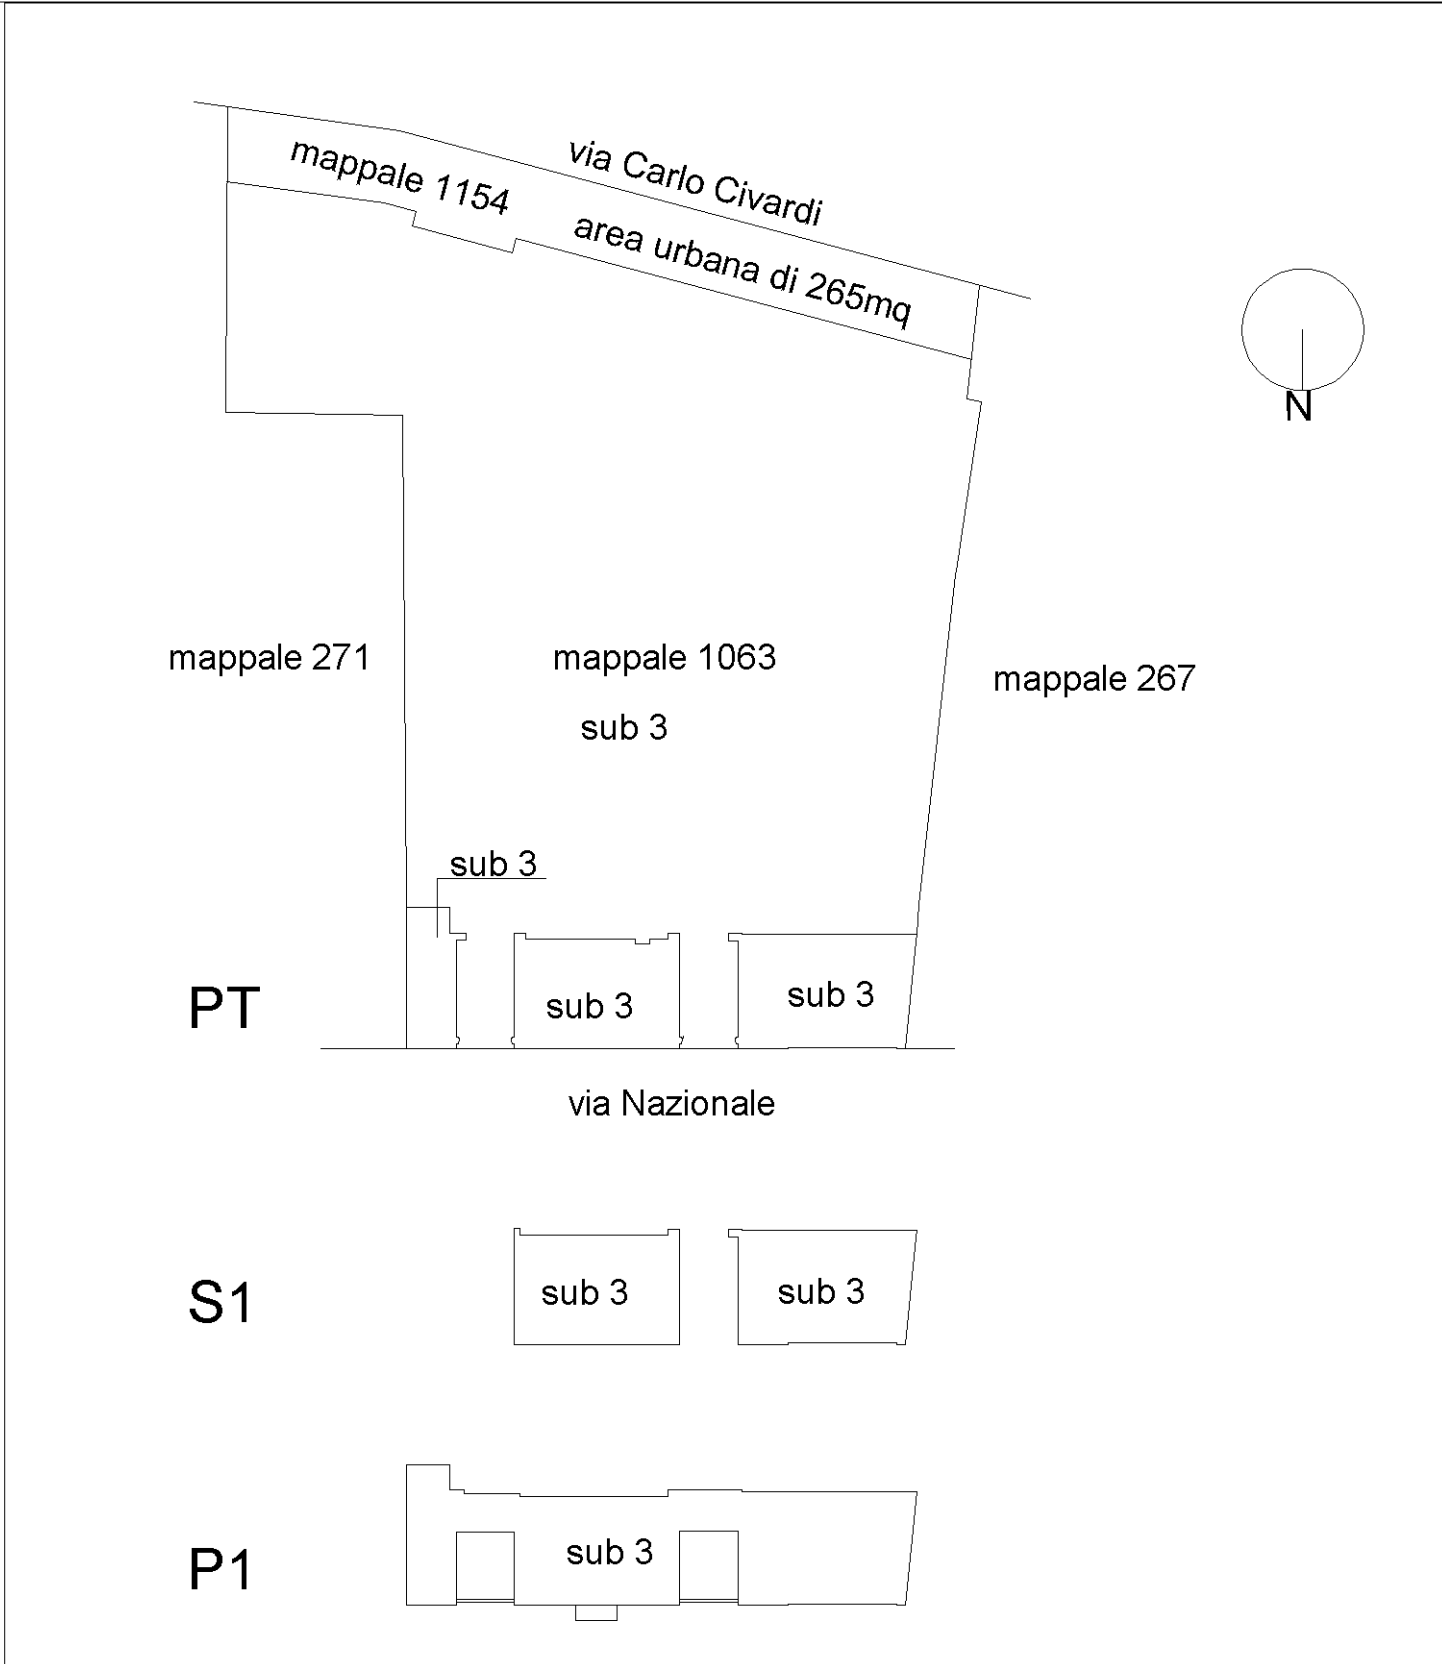 via Carlo Civardi
mappale 1154
area urbana di 265mq
N
mappale 271
mappale 1063
mappale 267
sub 3
sub 3
PT
sub 3
sub 3
via Nazionale
S1
sub 3
sub 3
P1
sub 3